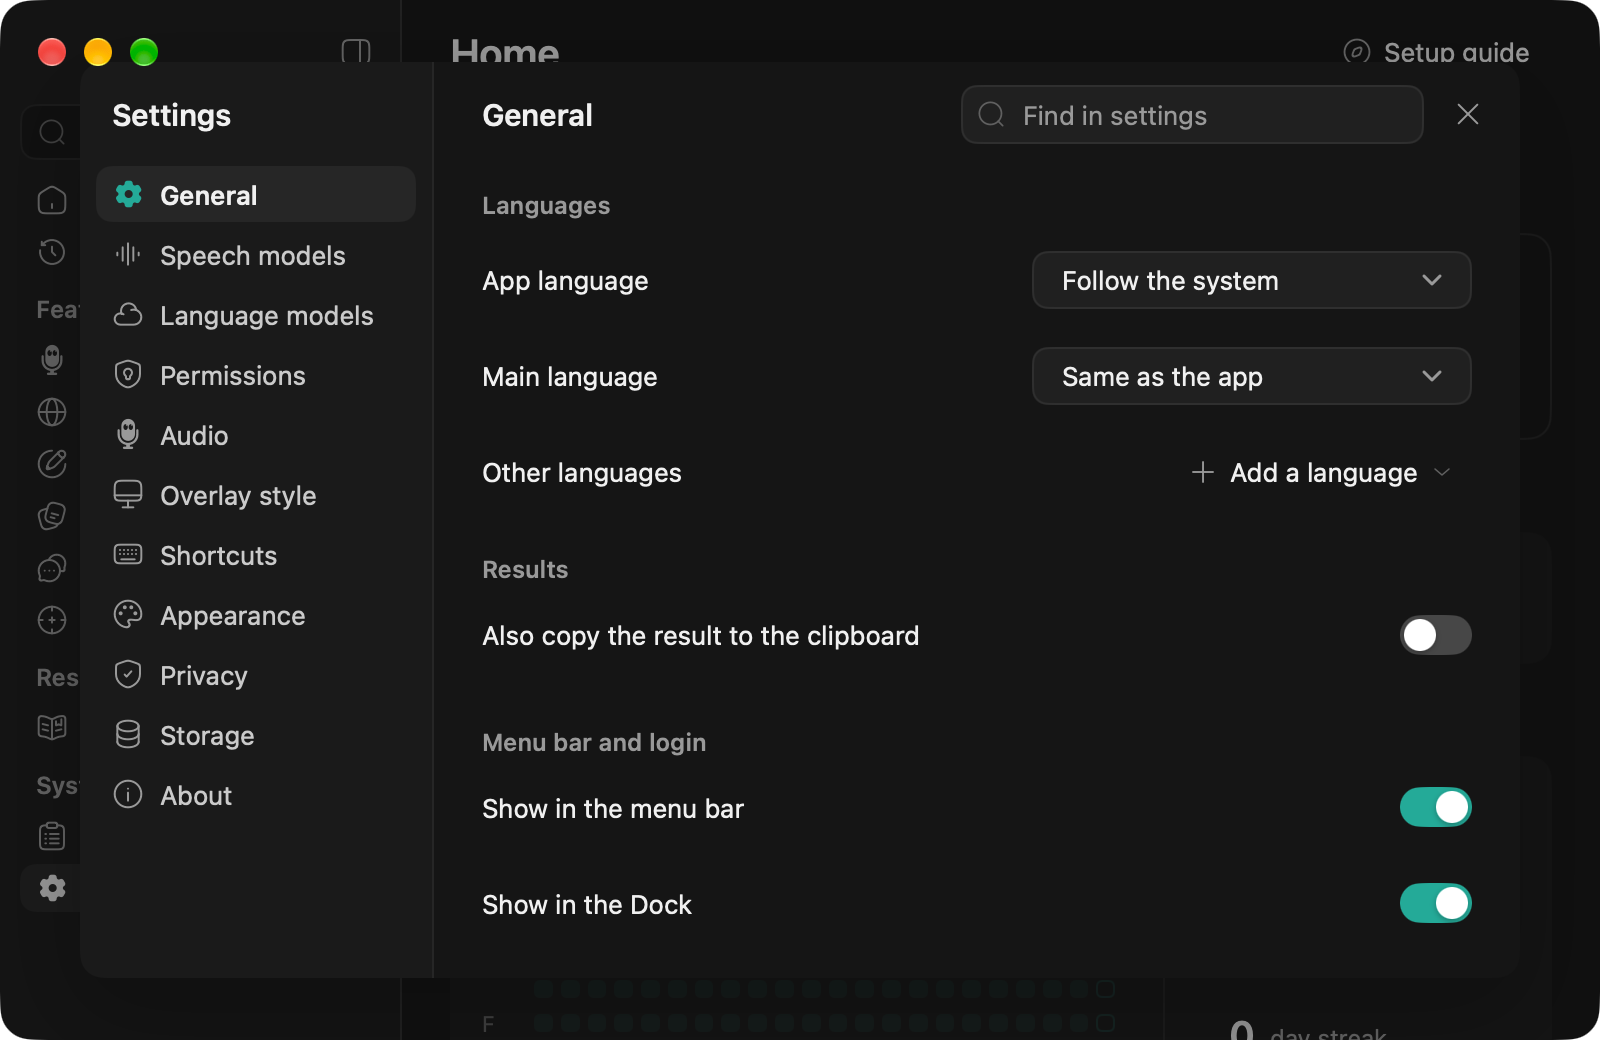 Home
Setup guide
Settings
General
Speech models
Language models
Permissions
Audio
Overlay style
Shortcuts
Appearance
Privacy
Storage
About
General
Find in settings
Languages
App language
Follow the system
Main language
Same as the app
Other languages
Add a language
Results
Also copy the result to the clipboard
Menu bar and login
Show in the menu bar
Show in the Dock
F
0 day streak